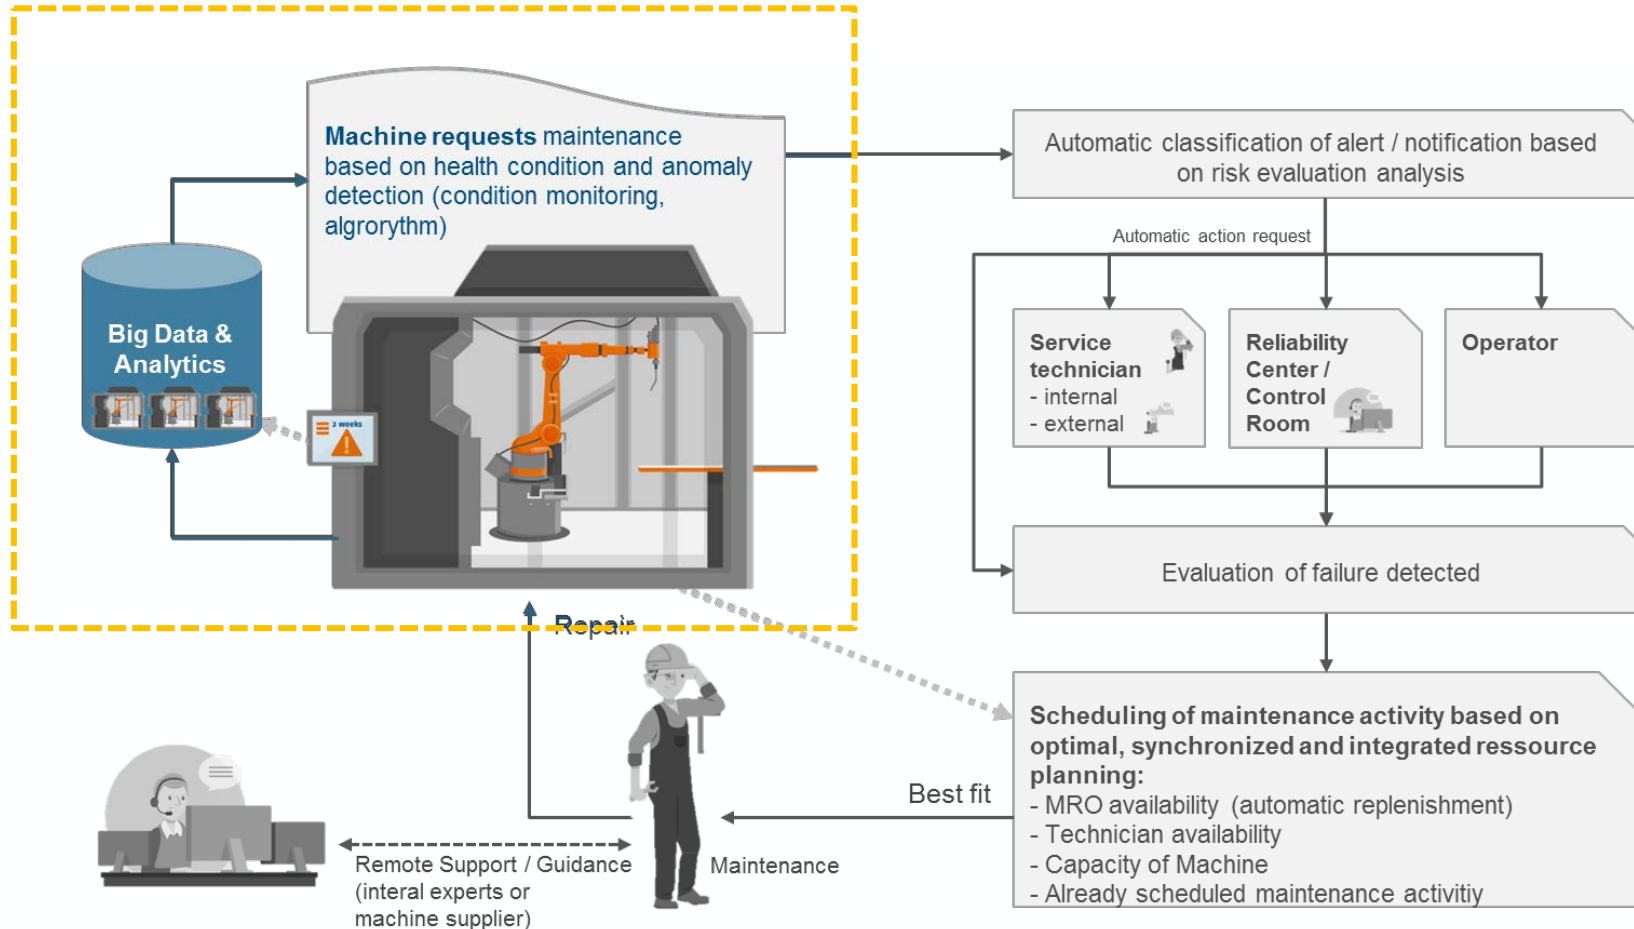 Machine requests maintenance
based on health condition and anomaly
detection (condition monitoring,
algrorythm)
Big Data &
Analytics
2 weeks
Repair
Automatic classification of alert / notification based
on risk evaluation analysis
Automatic action request
Service
technician
- internal
- external
Reliability
Center /
Control
Room
Operator
Evaluation of failure detected
Scheduling of maintenance activity based on
optimal, synchronized and integrated ressource
planning:
- MRO availability (automatic replenishment)
- Technician availability
- Capacity of Machine
- Already scheduled maintenance activitiy
Best fit
Maintenance
Remote Support / Guidance
(interal experts or
machine supplier)